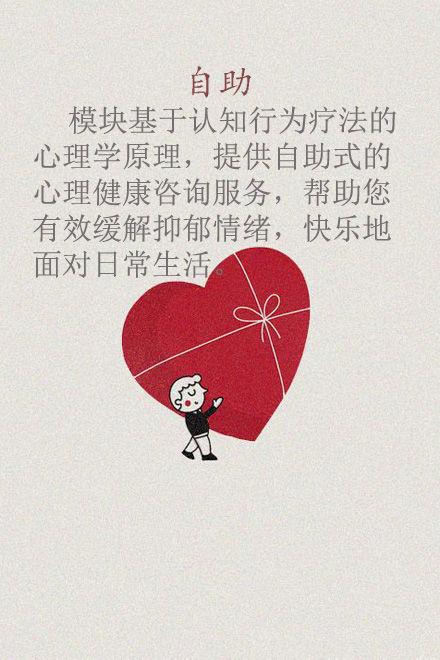 自助
模块基于认知行为疗法的
心理学原理，提供自助式的
心理健康咨询服务，帮助您
有效缓解抑郁情绪，快乐地
面对日常生活。